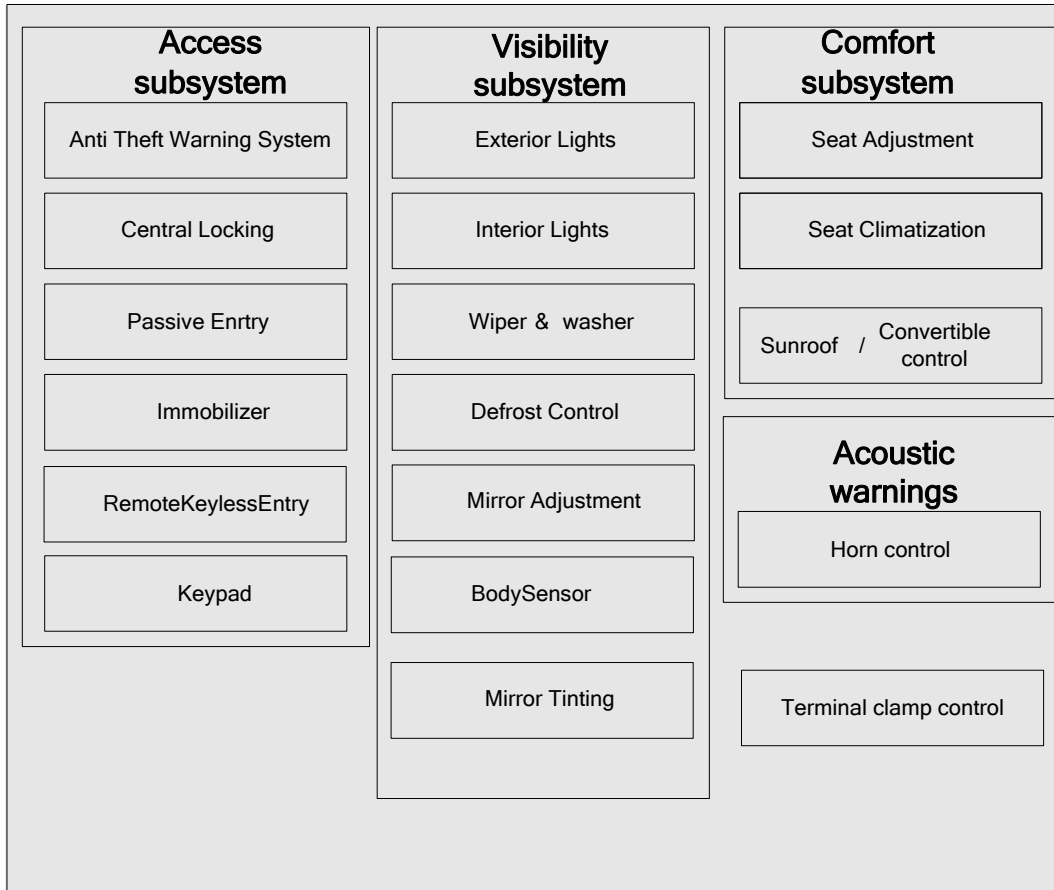 Access
subsystem
Anti Theft Warning System
Central Locking
Passive Enrtry
Immobilizer
RemoteKeylessEntry
Keypad
Visibility
subsystem
Exterior Lights
Interior Lights
Wiper & washer
Defrost Control
Mirror Adjustment
BodySensor
Mirror Tinting
Comfort
subsystem
Seat Adjustment
Seat Climatization
Sunroof / Convertible
control
Acoustic
warnings
Horn control
Terminal clamp control